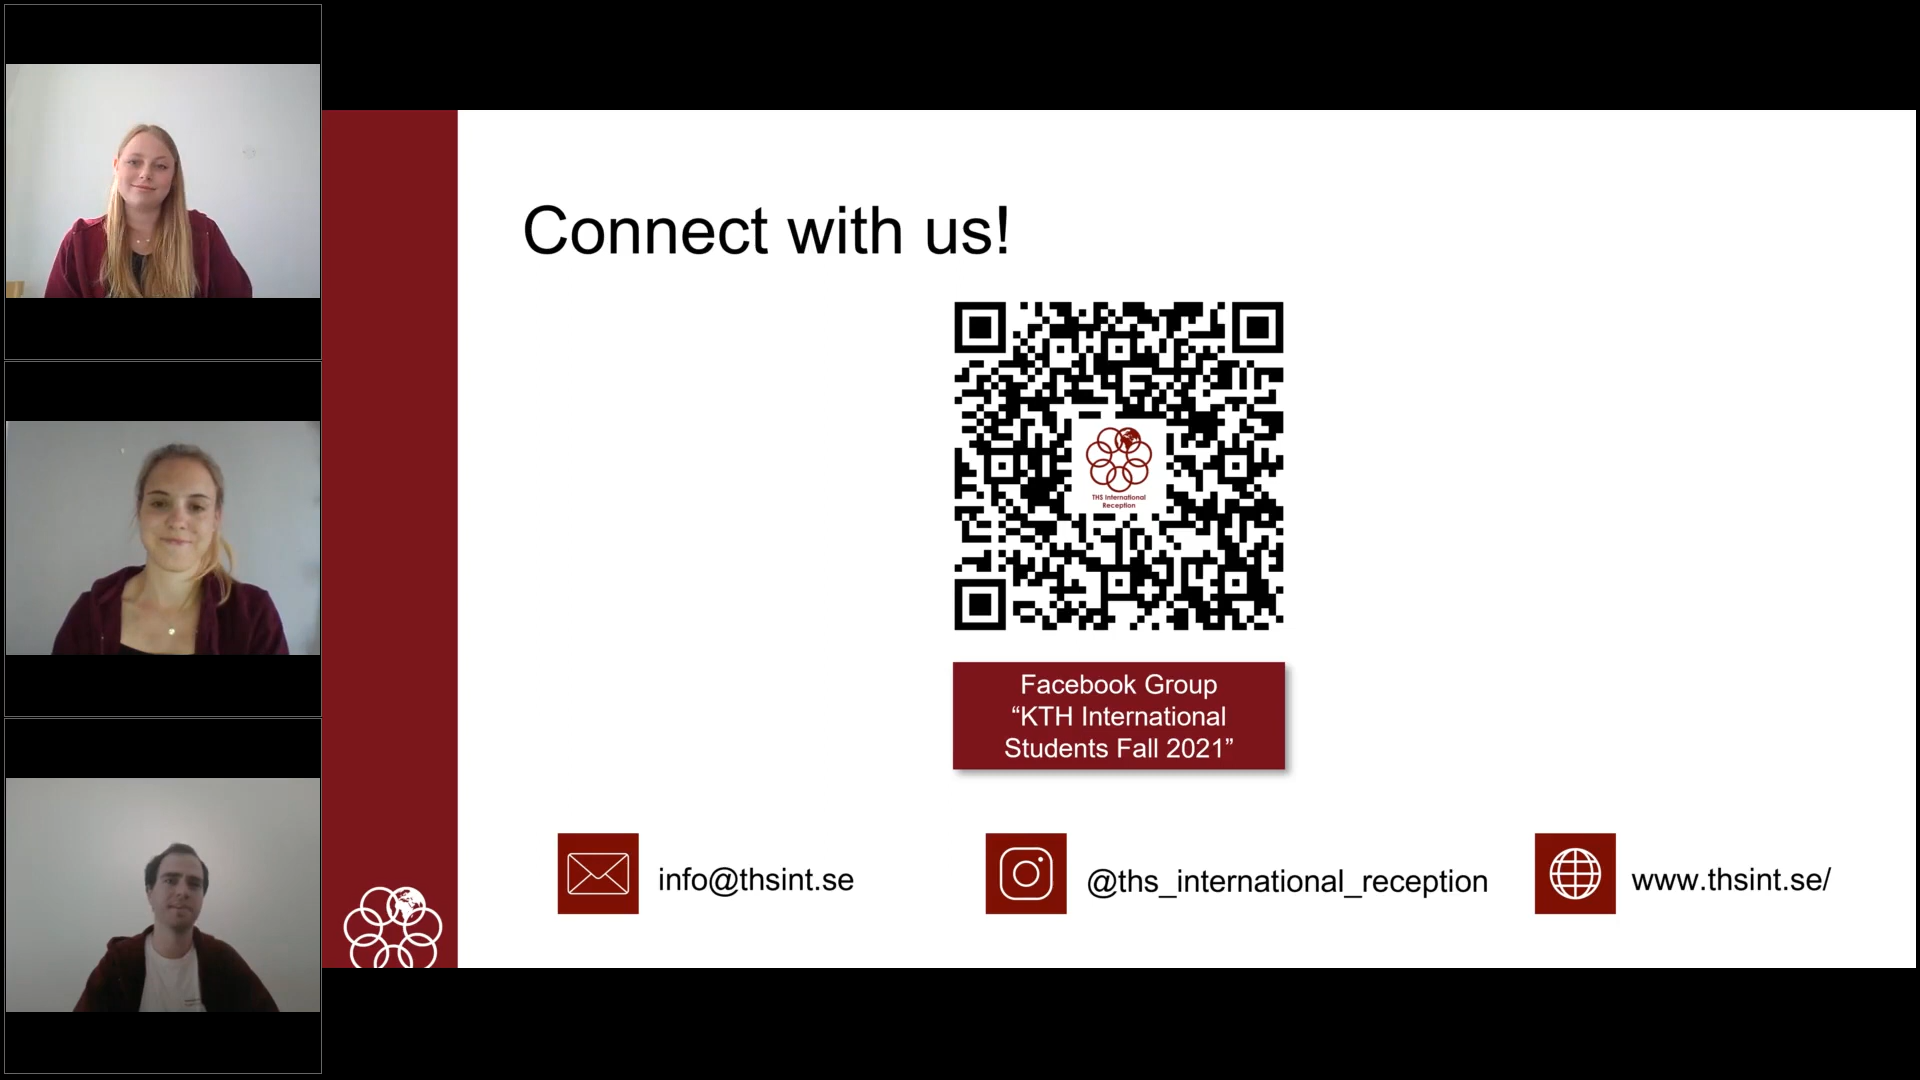 Connect with us!
THS International
Reception
Facebook Group
“KTH International
Students Fall 2021”
info@thsint.se
@ths_international_reception
www.thsint.se/